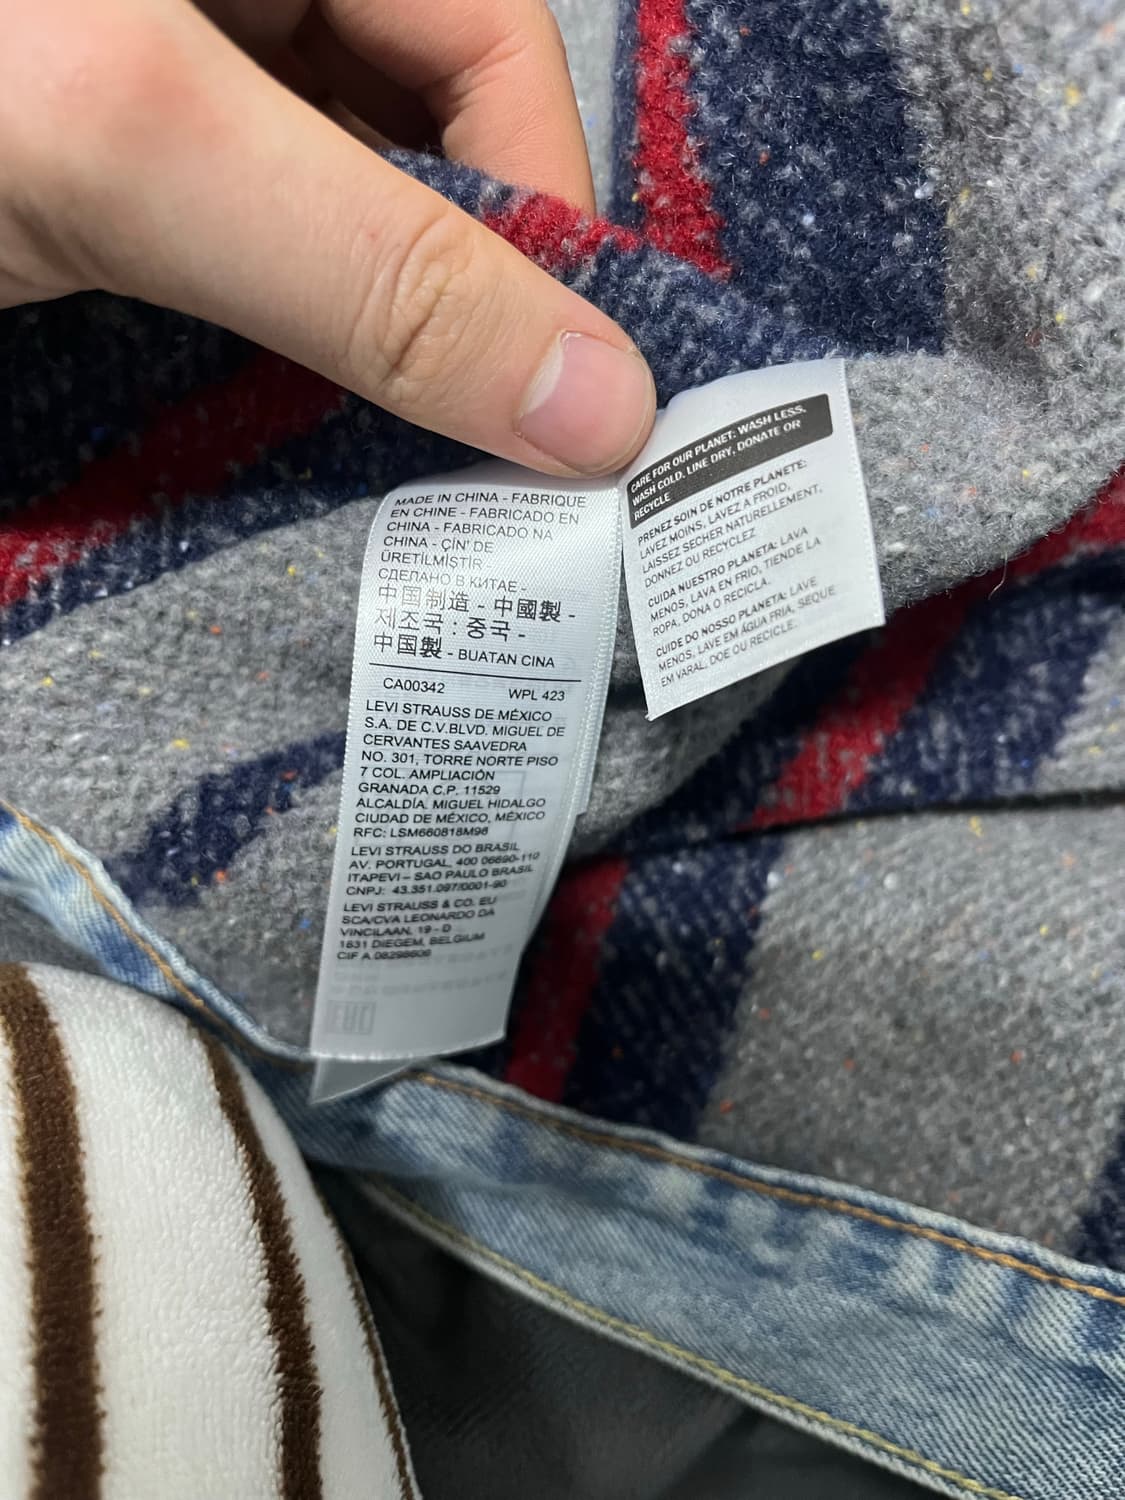 MADE IN CHINA - FABRIQUE
EN CHINE - FABRICADO EN
CHINA - FABRICADO NA
CHINA - ÇİN' DE
ÜRETİLMİŞTİR
СДЕЛАНО В КИТАЕ -
中国制造 - 中國製 -
제조국 : 중국 -
中国製 - BUATAN CINA
CA00342 WPL 423
LEVI STRAUSS DE MÉXICO
S.A. DE C.V.BLVD. MIGUEL DE
CERVANTES SAAVEDRA
NO. 301, TORRE NORTE PISO
7 COL. AMPLIACIÓN
GRANADA C.P. 11529
ALCALDÍA. MIGUEL HIDALGO
CIUDAD DE MÉXICO, MÉXICO
RFC: LSM660818M98
LEVI STRAUSS DO BRASIL
AV. PORTUGAL, 400 06690-110
ITAPEVI – SAO PAULO BRASIL
CNPJ: 43.351.097/0001-90
LEVI STRAUSS & CO. EU
SCA/CVA LEONARDO DA
VINCILAAN, 19 - D
1831 DIEGEM, BELGIUM
CIF A 08298606
CARE FOR OUR PLANET: WASH LESS,
WASH COLD, LINE DRY, DONATE OR
RECYCLE
PRENEZ SOIN DE NOTRE PLANETE:
LAVEZ MOINS, LAVEZ A FROID,
LAISSEZ SECHER NATURELLEMENT,
DONNEZ OU RECYCLEZ
CUIDA NUESTRO PLANETA: LAVA
MENOS, LAVA EN FRIO, TIENDE LA
ROPA, DONA O RECICLA.
CUIDE DO NOSSO PLANETA: LAVE
MENOS, LAVE EM ÁGUA FRIA, SEQUE
EM VARAL, DOE OU RECICLE.